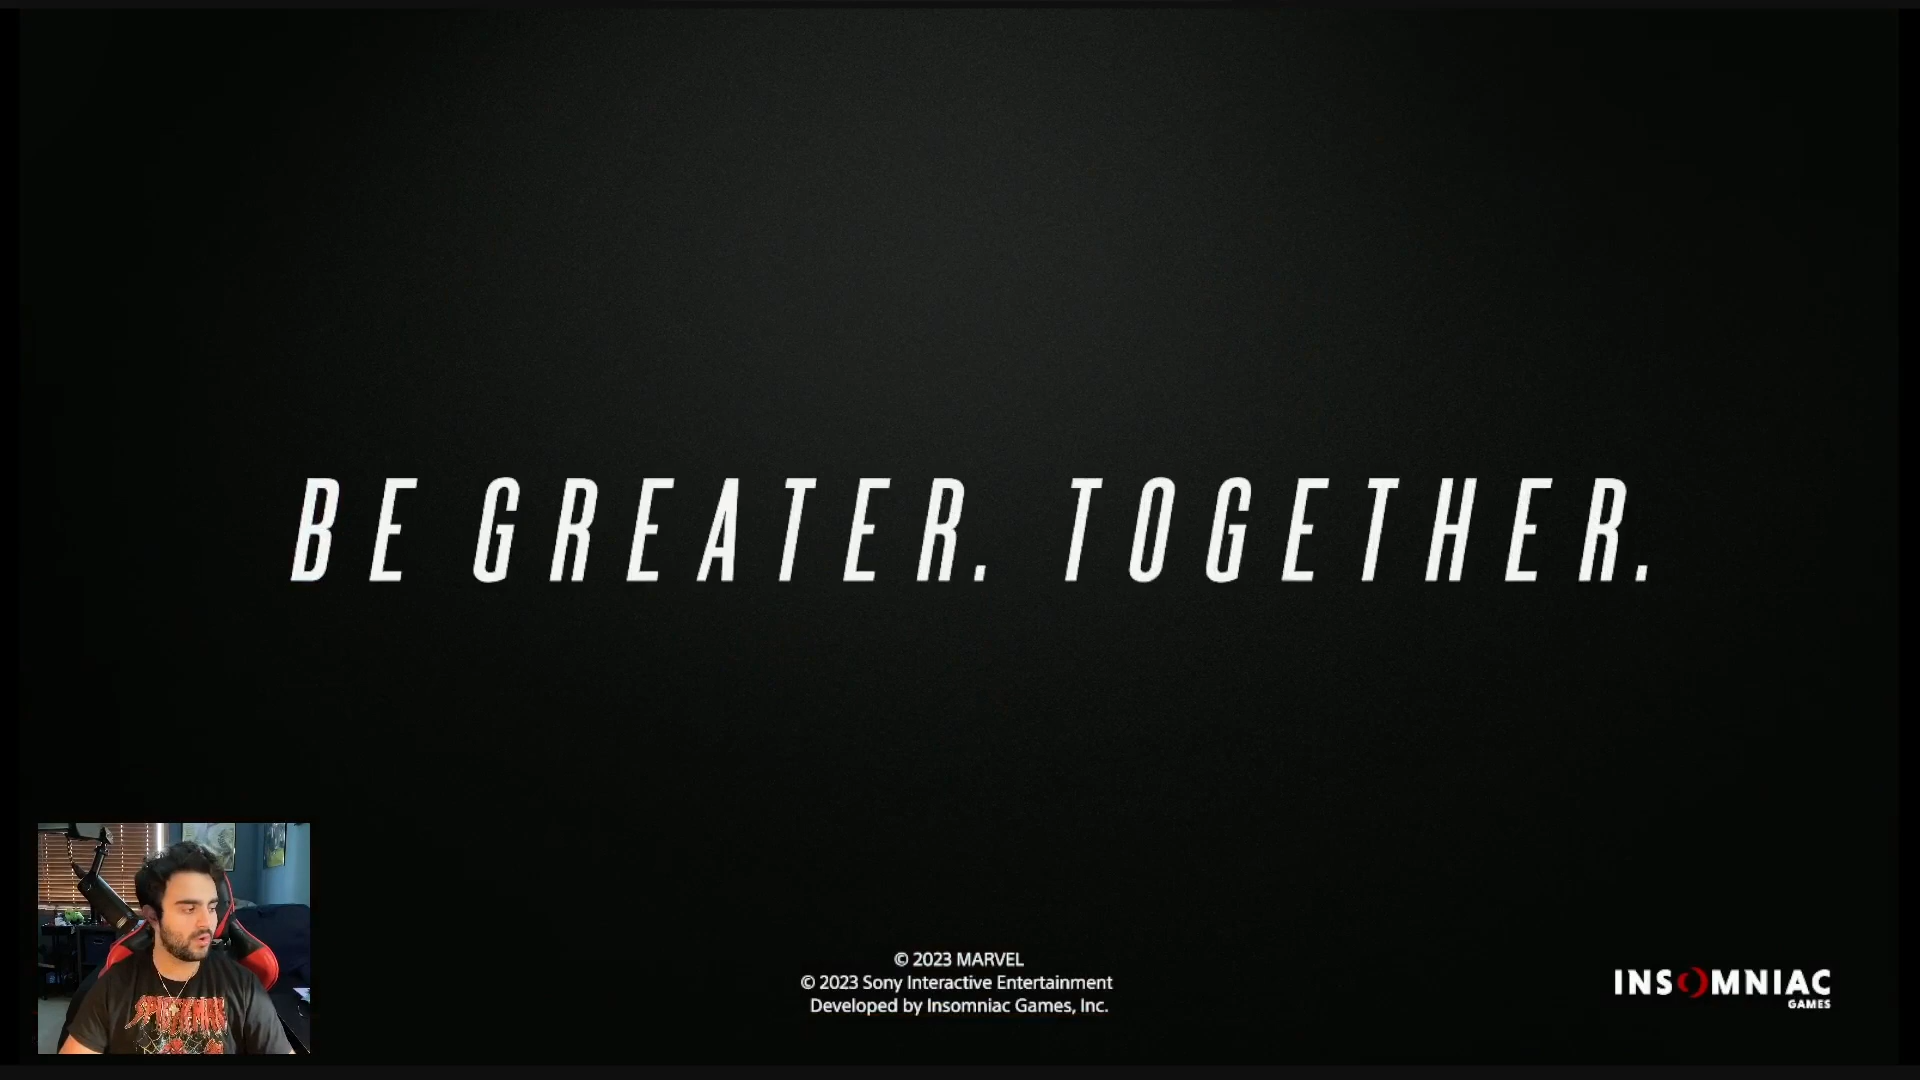 BE GREATER. TOGETHER.
© 2023 MARVEL
© 2023 Sony Interactive Entertainment
Developed by Insomniac Games, Inc.
INSOMNIAC
GAMES